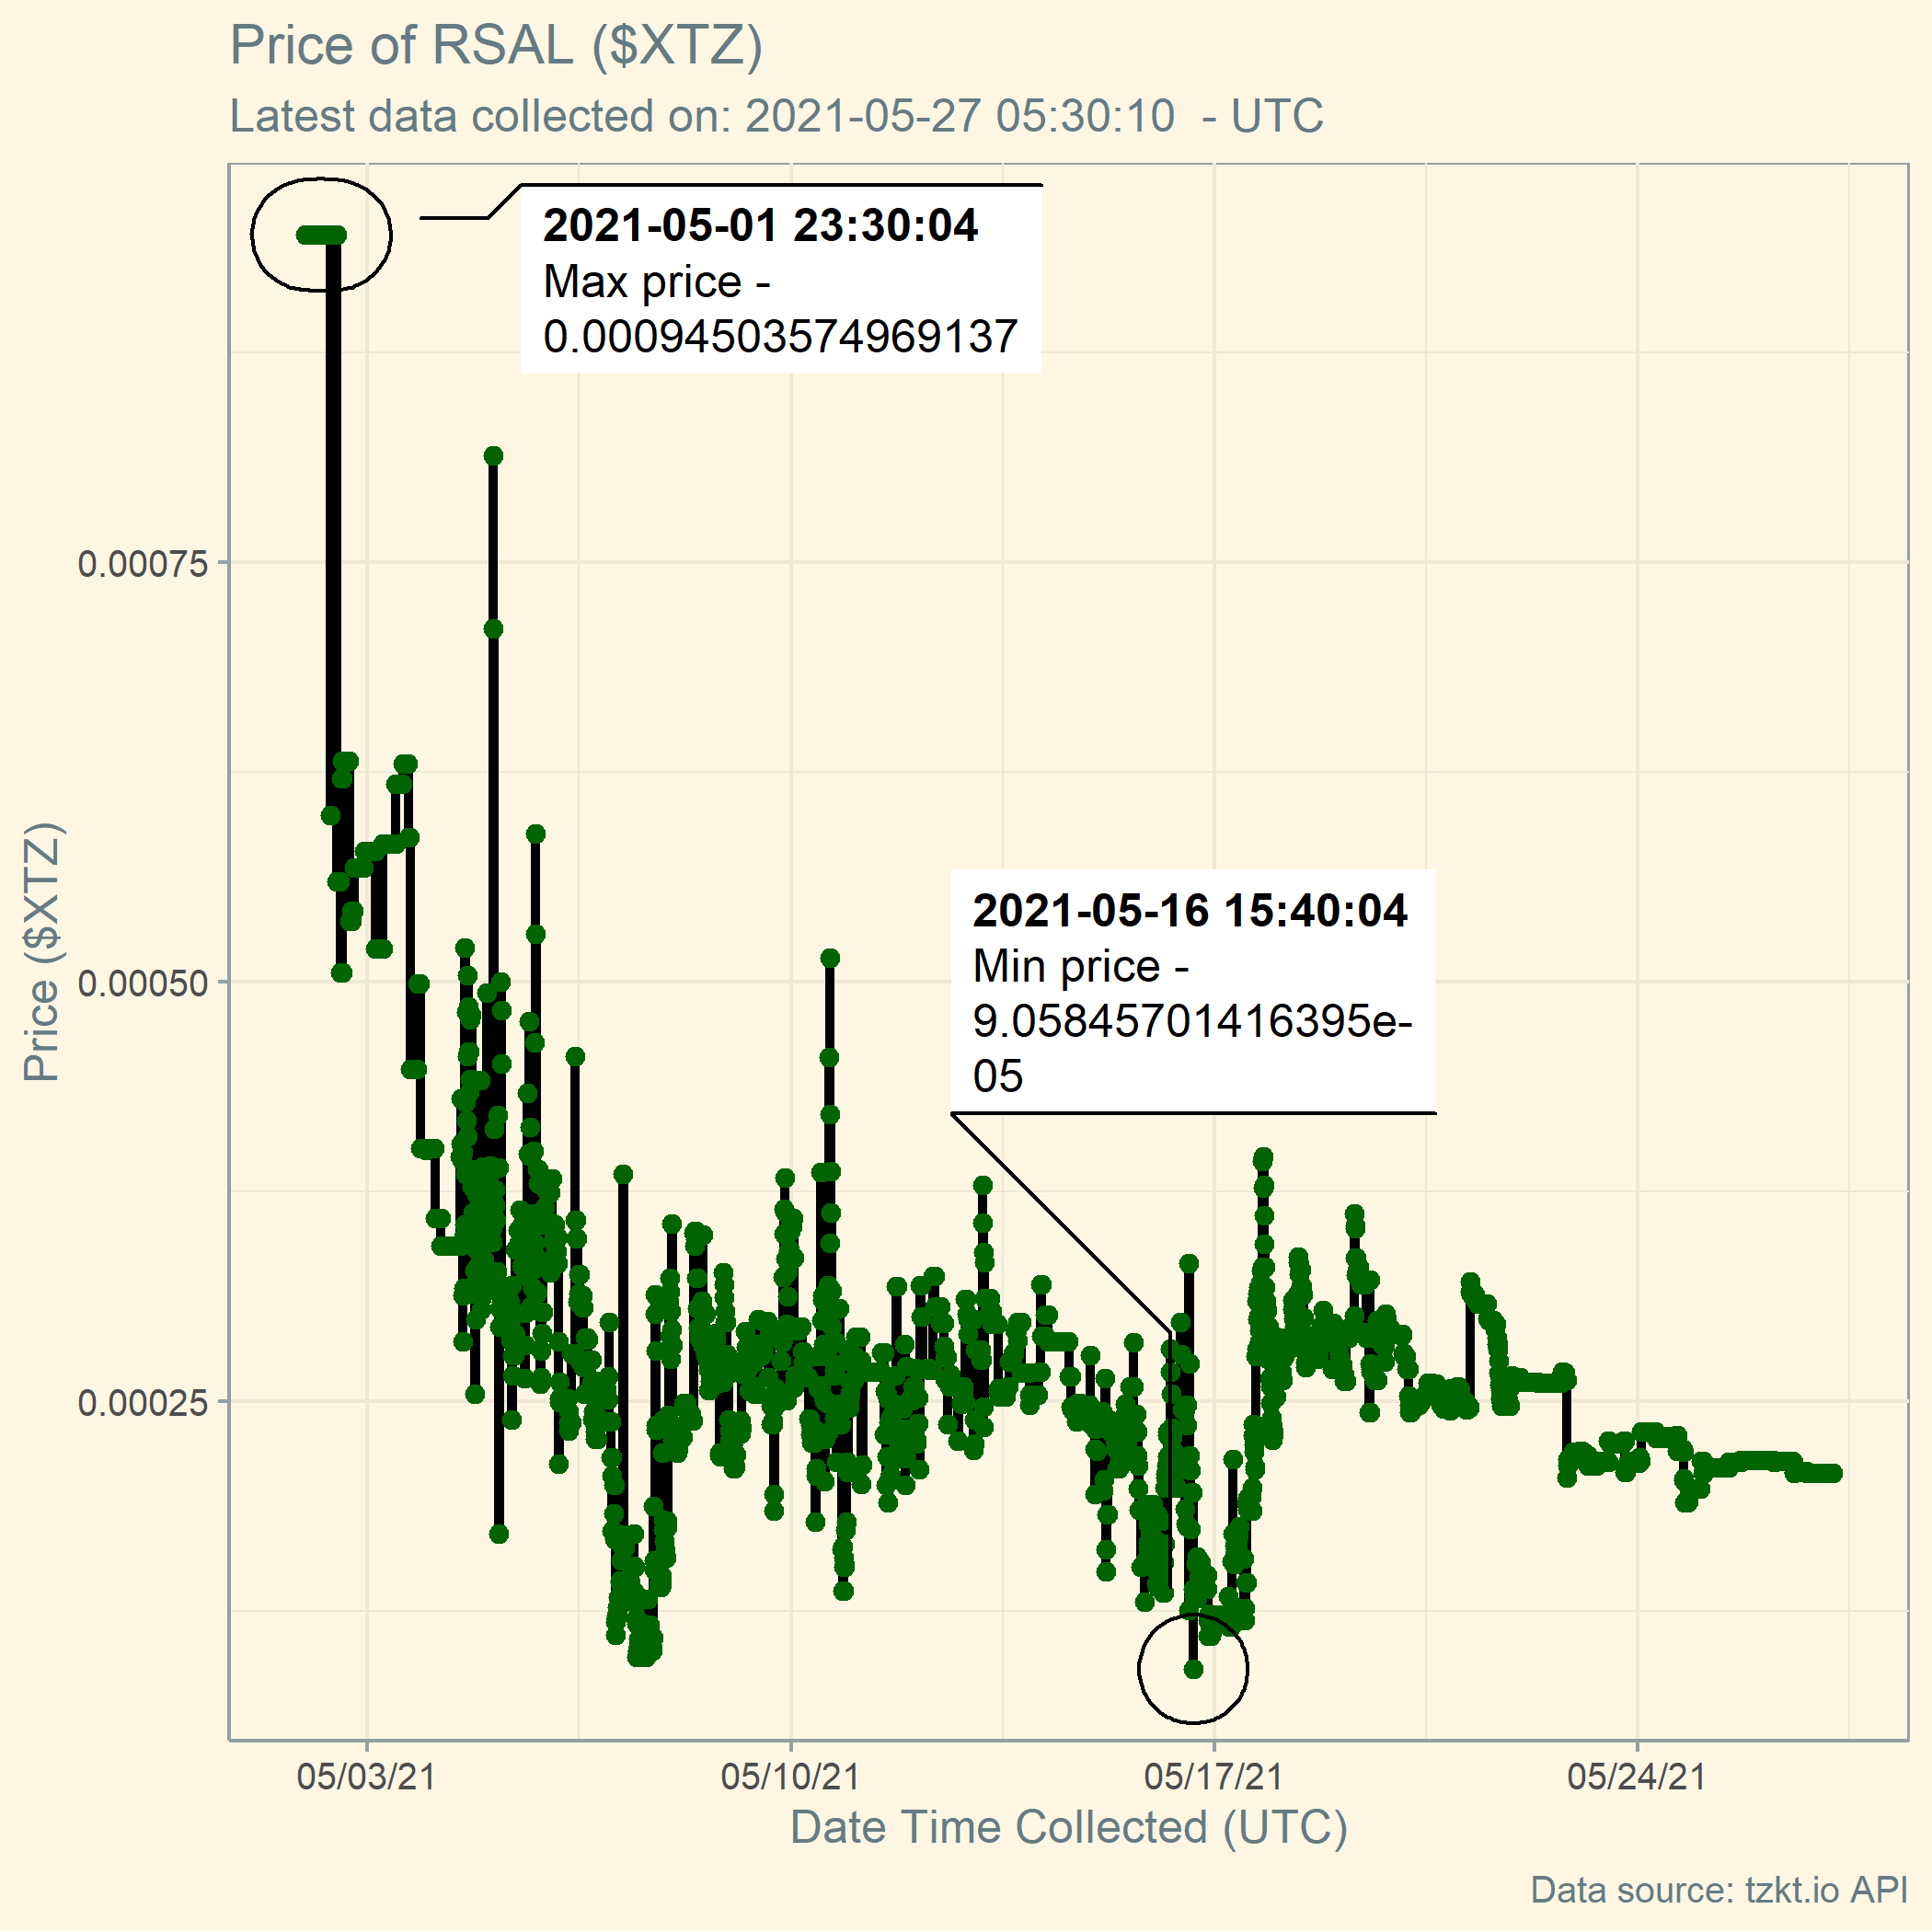 Price of RSAL ($XTZ)
Latest data collected on: 2021-05-27 05:30:10  - UTC
2021-05-01 23:30:04
Max price -
0.000945035749691​37
2021-05-16 15:40:04
Min price -
9.05845701416395e-
05
Price ($XTZ)
0.00075
0.00050
0.00025
05/03/21
05/10/21
05/17/21
05/24/21
Date Time Collected (UTC)
Data source: tzkt.io API